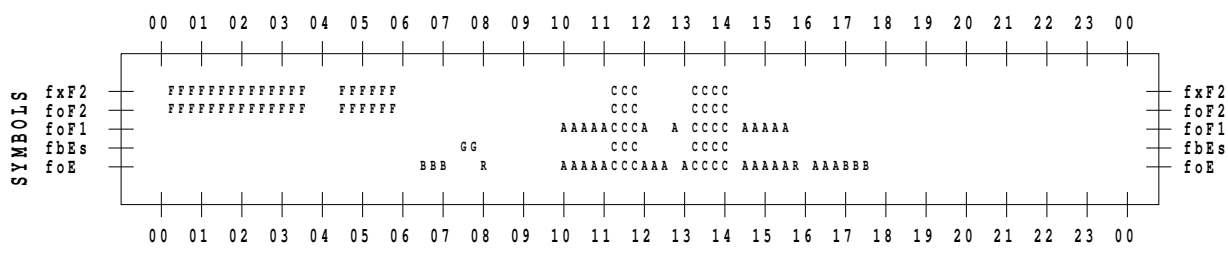 00 01 02 03 04 05 06 07 08 09 10 11 12 13 14 15 16 17 18 19 20 21 22 23 00
SYMBOLS
fxF2 FFFFFFFFFFFFFF FFFFFF CCC CCCC fxF2
foF2 FFFFFFFFFFFFFF FFFFFF CCC CCCC foF2
foF1 AAAAACCCA A CCCC AAAAA foF1
fbEs GG CCC CCCC fbEs
foE BBB R AAAAACCCAAA ACCCC AAAAAR AAABBB foE
00 01 02 03 04 05 06 07 08 09 10 11 12 13 14 15 16 17 18 19 20 21 22 23 00